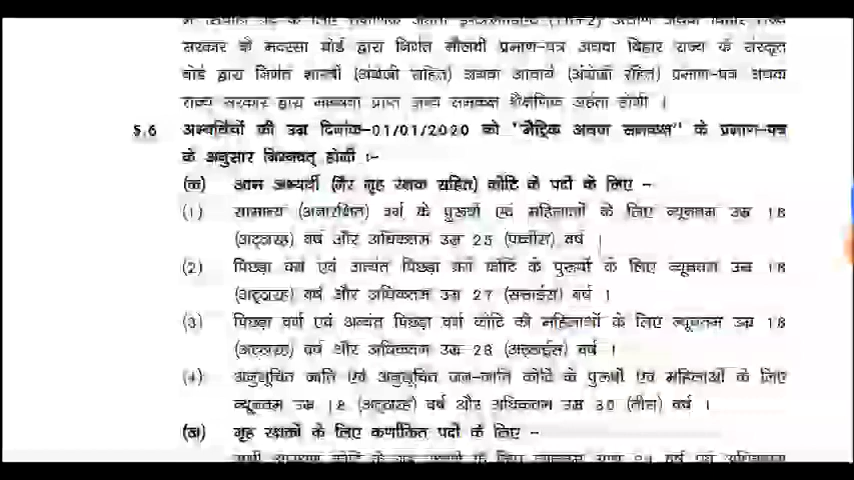 सरकार के मदरसा बोर्ड द्वारा निर्गत मौलवी प्रमाण-पत्र अथवा बिहार राज्य के संस्कृत
बोर्ड द्वारा निर्गत शास्त्री (अंग्रेजी सहित) अथवा आचार्य (अंग्रेजी रहित) प्रमाण-पत्र अथवा
राज्य सरकार द्वारा मान्यता प्राप्त अन्य समकक्ष शैक्षणिक अर्हता होगी ।
5.6 अभ्यर्थियों की उम्र दिनांक-01/01/2020 को "मैट्रिक अथवा समकक्ष" के प्रमाण-पत्र
के अनुसार निम्नवत् होगी :-
(क) आम अभ्यर्थी (गैर गृह रक्षक सहित) कोटि के पदों के लिए -
(1) सामान्य (अनारक्षित) वर्ग के पुरुषों एवं महिलाओं के लिए न्यूनतम उम्र 18
(अट्ठारह) वर्ष और अधिकतम उम्र 25 (पच्चीस) वर्ष ।
(2) पिछड़ा वर्ग एवं अत्यंत पिछड़ा वर्ग कोटि के पुरुषों के लिए न्यूनतम उम्र 18
(अट्ठारह) वर्ष और अधिकतम उम्र 27 (सत्ताईस) वर्ष ।
(3) पिछड़ा वर्ग एवं अत्यंत पिछड़ा वर्ग कोटि की महिलाओं के लिए न्यूनतम उम्र 18
(अट्ठारह) वर्ष और अधिकतम उम्र 28 (अट्ठाईस) वर्ष ।
(4) अनुसूचित जाति एवं अनुसूचित जन-जाति कोटि के पुरुषों एवं महिलाओं के लिए
न्यूनतम उम्र 18 (अट्ठारह) वर्ष और अधिकतम उम्र 30 (तीस) वर्ष ।
(ख) गृह रक्षकों के लिए कर्णांकित पदों के लिए -